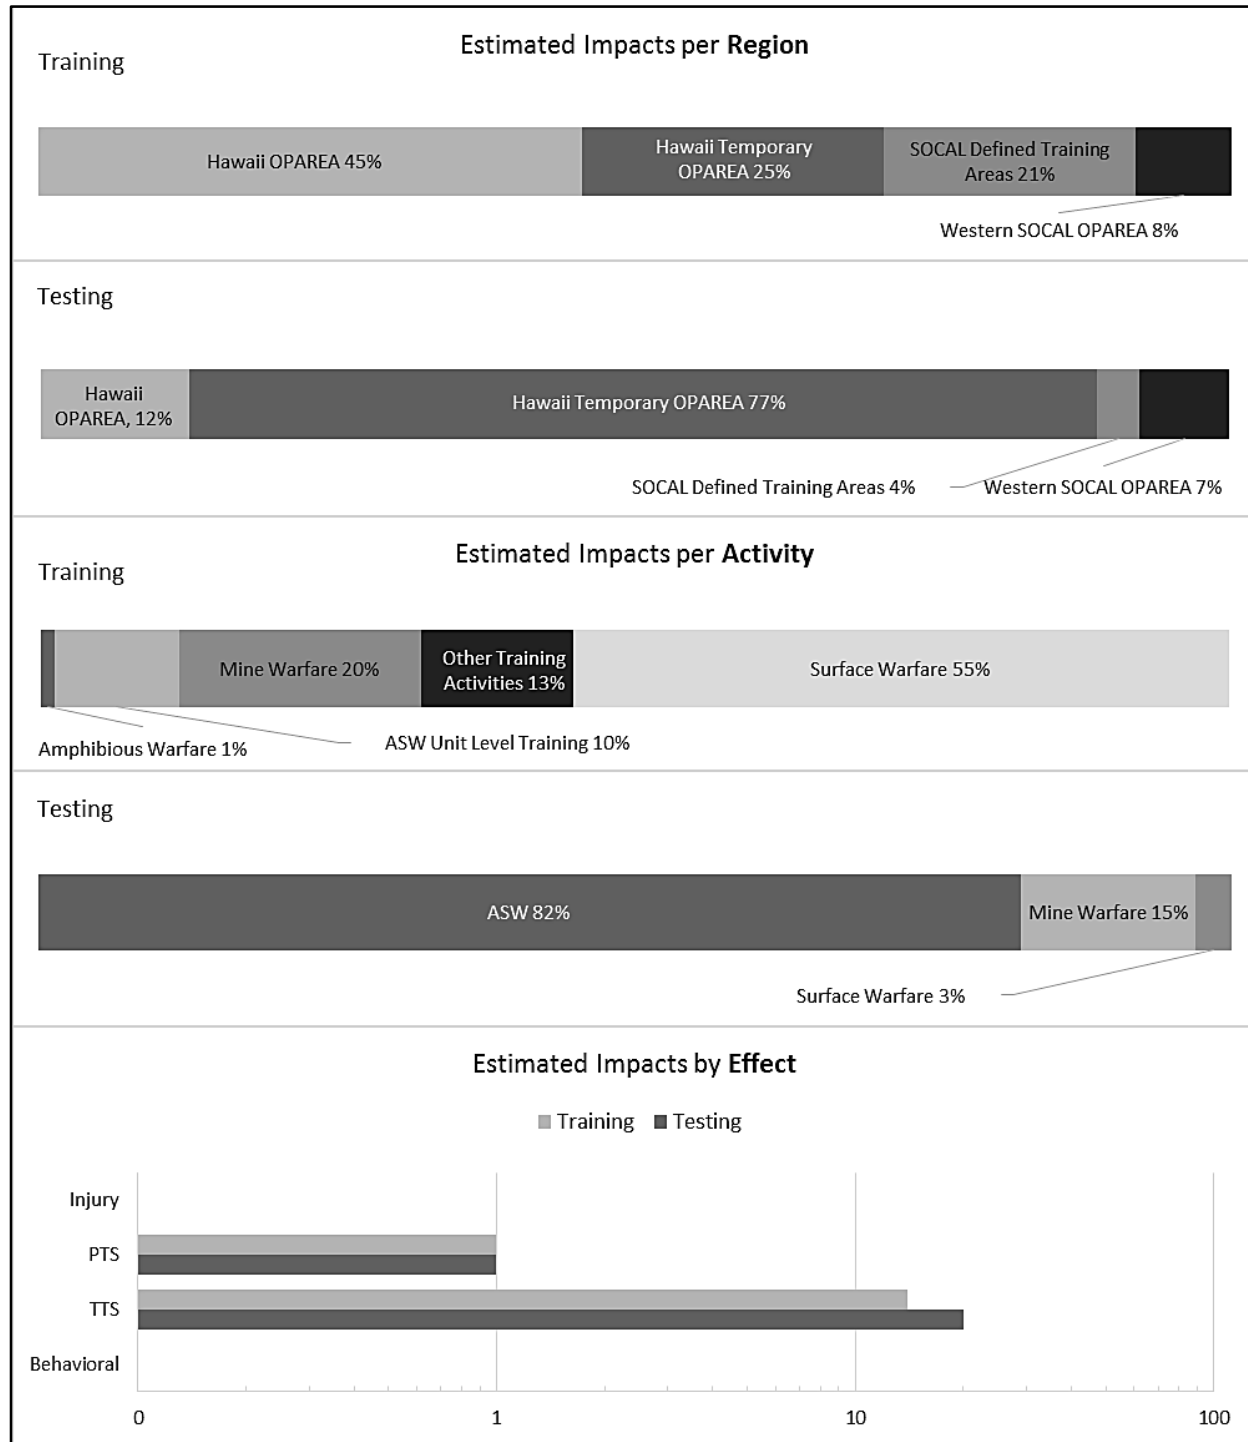 Estimated Impacts per Region
Training
Hawaii OPAREA 45%
Hawaii Temporary
OPAREA 25%
SOCAL Defined Training
Areas 21%
Western SOCAL OPAREA 8%
Testing
Hawaii
OPAREA, 12%
Hawaii Temporary OPAREA 77%
SOCAL Defined Training Areas 4%
Western SOCAL OPAREA 7%
Estimated Impacts per Activity
Training
Mine Warfare 20%
Other Training
Activities 13%
Surface Warfare 55%
Amphibious Warfare 1%
ASW Unit Level Training 10%
Testing
ASW 82%
Mine Warfare 15%
Surface Warfare 3%
Estimated Impacts by Effect
Training Testing
Injury
PTS
TTS
Behavioral
0 1 10 100